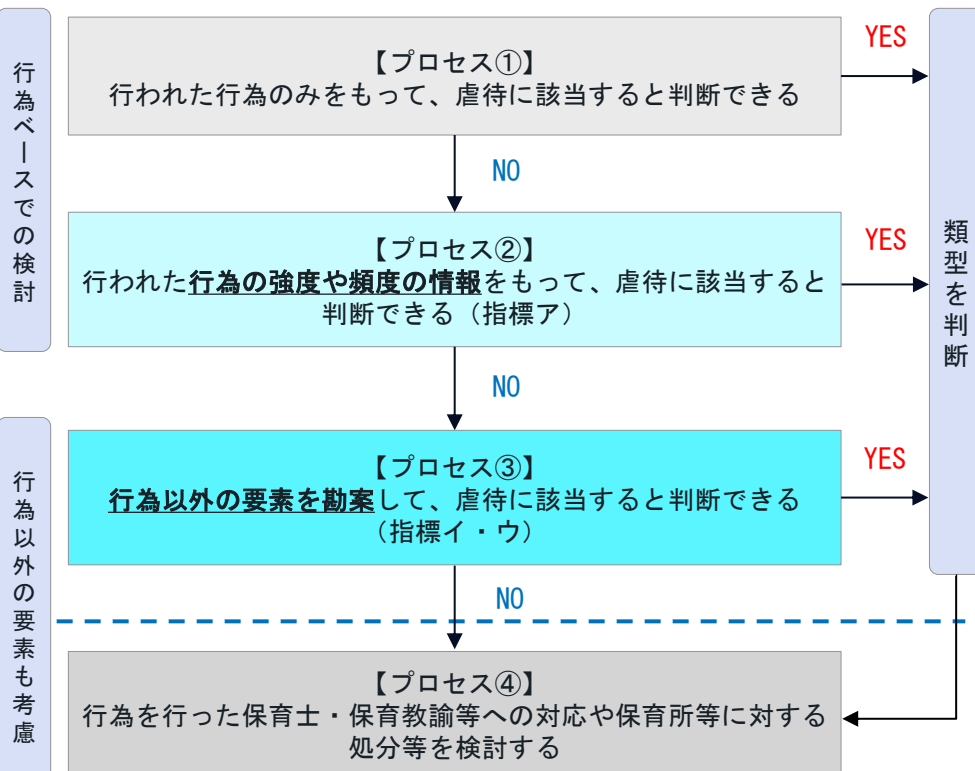 行為ベースでの検討
【プロセス①】
行われた行為のみをもって、虐待に該当すると判断できる
YES
NO
【プロセス②】
行われた行為の強度や頻度の情報をもって、虐待に該当すると
判断できる（指標ア）
YES
類型を判断
NO
行為以外の要素も考慮
【プロセス③】
行為以外の要素を勘案して、虐待に該当すると判断できる
（指標イ・ウ）
YES
NO
【プロセス④】
行為を行った保育士・保育教諭等への対応や保育所等に対する
処分等を検討する